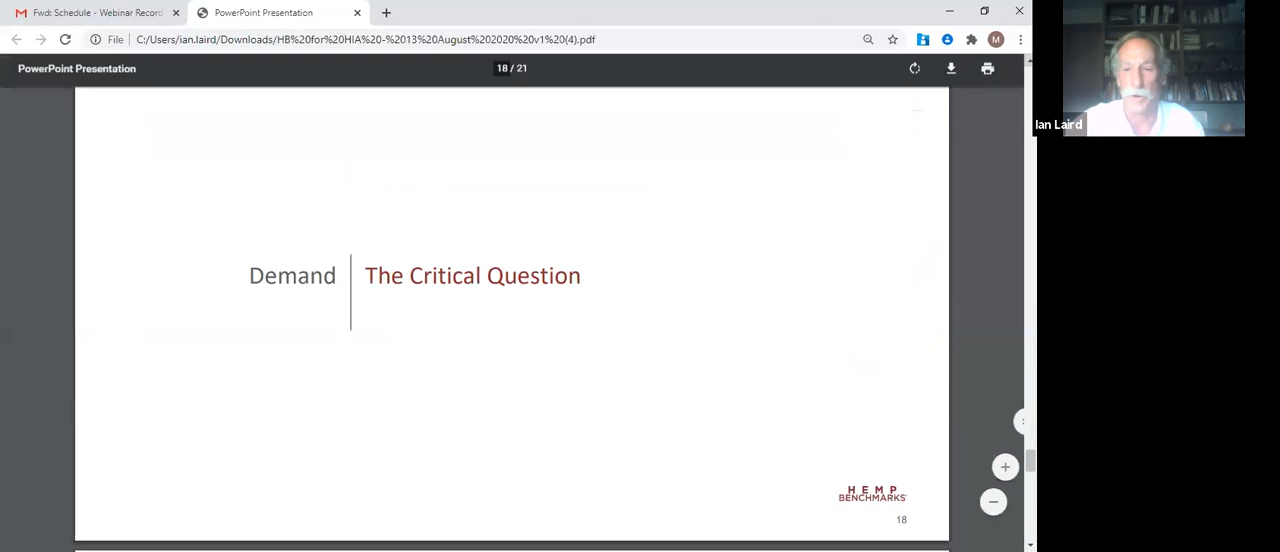 Fwd: Schedule - Webinar Record
PowerPoint Presentation
File
C:/Users/ian.laird/Downloads/HB%20for%20HIA%20-%2013%20August%202020%20v1%20(4).pdf
M
PowerPoint Presentation
18 / 21
Ian Laird
Demand
The Critical Question
HEMP
BENCHMARKS
18